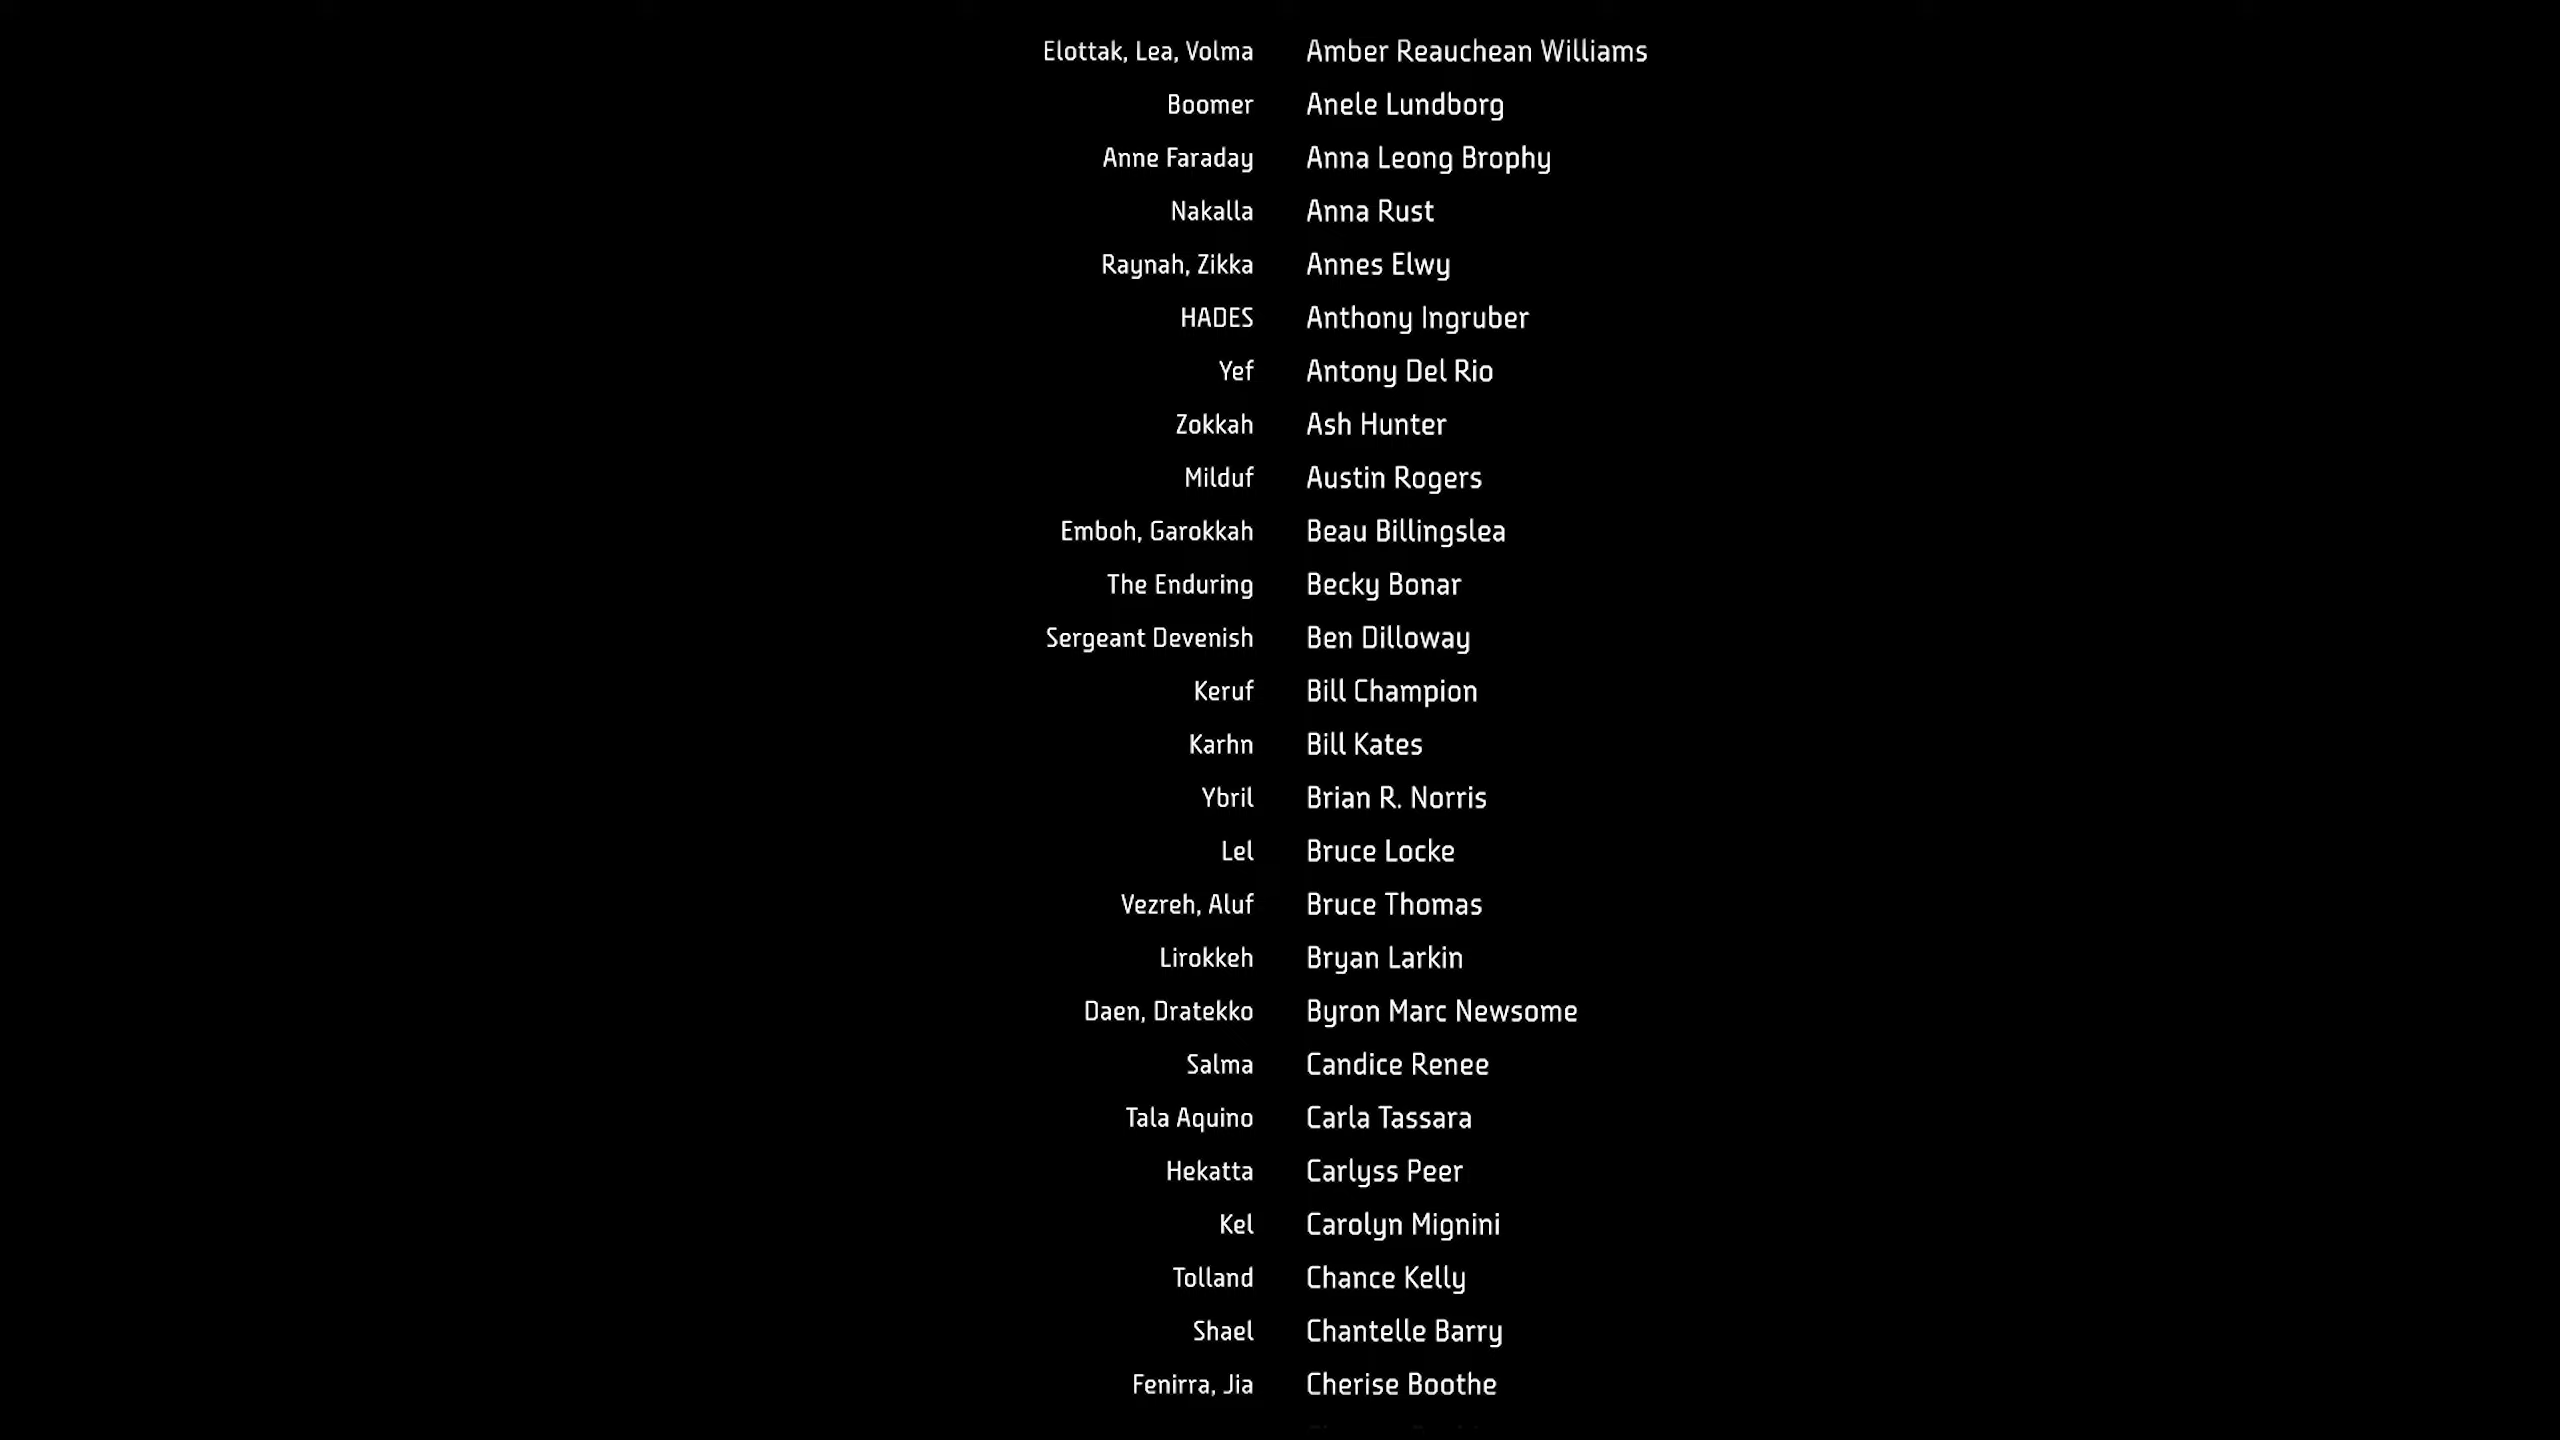 Elottak, Lea, Volma Amber Reauchean Williams
Boomer Anele Lundborg
Anne Faraday Anna Leong Brophy
Nakalla Anna Rust
Raynah, Zikka Annes Elwy
HADES Anthony Ingruber
Yef Antony Del Rio
Zokkah Ash Hunter
Milduf Austin Rogers
Emboh, Garokkah Beau Billingslea
The Enduring Becky Bonar
Sergeant Devenish Ben Dilloway
Keruf Bill Champion
Karhn Bill Kates
Ybril Brian R. Norris
Lel Bruce Locke
Vezreh, Aluf Bruce Thomas
Lirokkeh Bryan Larkin
Daen, Dratekko Byron Marc Newsome
Salma Candice Renee
Tala Aquino Carla Tassara
Hekatta Carlyss Peer
Kel Carolyn Mignini
Tolland Chance Kelly
Shael Chantelle Barry
Fenirra, Jia Cherise Boothe